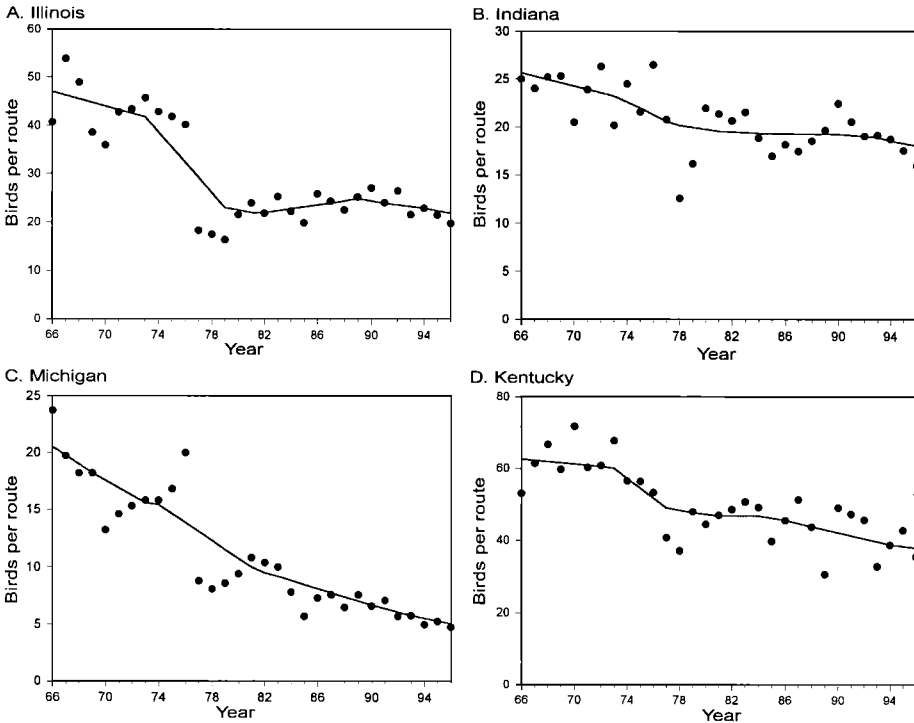 A. Illinois
60
50
40
30
20
10
0
Birds per route
66 70 74 78 82 86 90 94
Year
B. Indiana
30
25
20
15
10
5
0
Birds per route
66 70 74 78 82 86 90 94
Year
C. Michigan
25
20
15
10
5
0
Birds per route
66 70 74 78 82 86 90 94
Year
D. Kentucky
80
60
40
20
0
Birds per route
66 70 74 78 82 86 90 94
Year